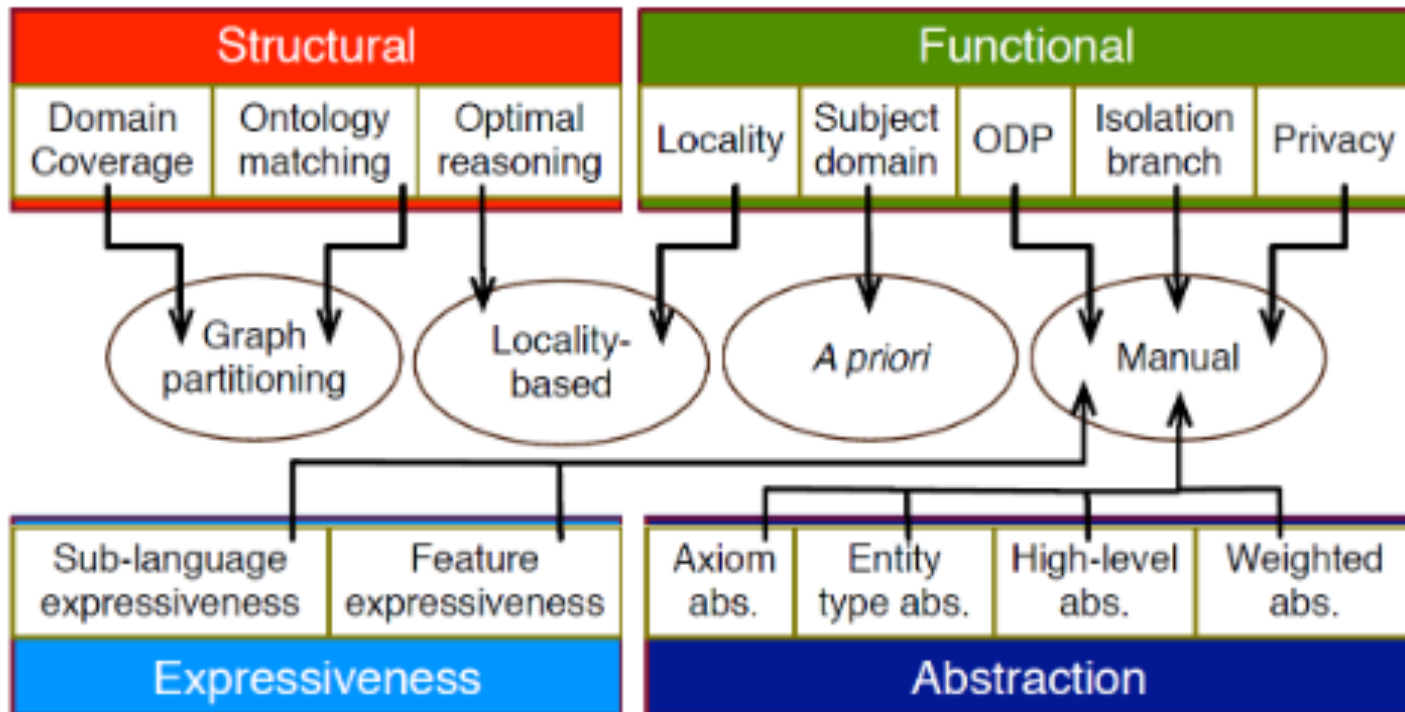 Structural
Functional
Domain
Coverage
Ontology
matching
Optimal
reasoning
Locality
Subject
domain
ODP
Isolation
branch
Privacy
Graph
partitioning
Locality-
based
A priori
Manual
Sub-language
expressiveness
Feature
expressiveness
Axiom
abs.
Entity
type abs.
High-level
abs.
Weighted
abs.
Expressiveness
Abstraction